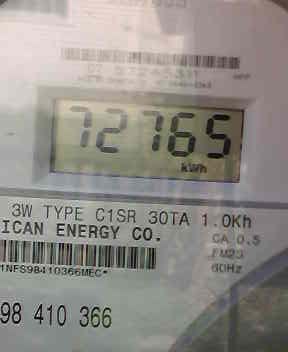 72765
kWh
3W TYPE C1SR 30TA 1.0Kh
ICAN ENERGY CO.
CA 0.5
FM2S
60Hz
1NFS98410366MEC*
98 410 366